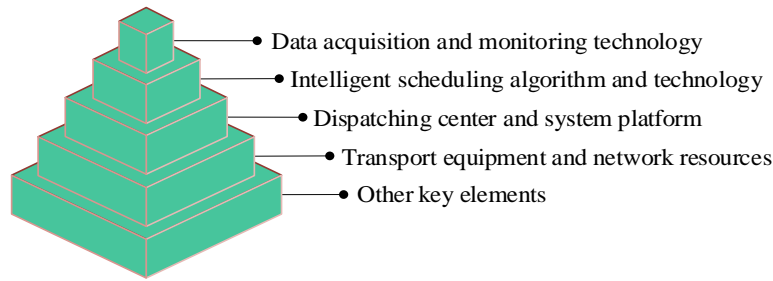 Data acquisition and monitoring technology
Intelligent scheduling algorithm and technology
Dispatching center and system platform
Transport equipment and network resources
Other key elements